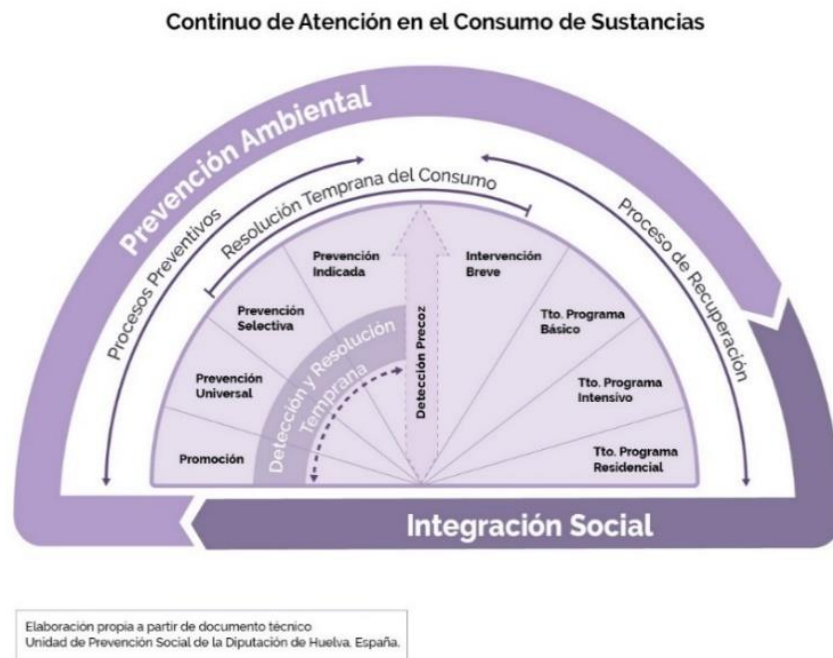 Continuo de Atención en el Consumo de Sustancias
Prevención Ambiental
Procesos Preventivos
Resolución Temprana del Consumo
Proceso de Recuperación
Promoción
Prevención
Universal
Prevención
Selectiva
Prevención
Indicada
Detección y Resolución
Temprana
Detección Precoz
Intervención
Breve
Tto. Programa
Básico
Tto. Programa
Intensivo
Tto. Programa
Residencial
Integración Social
Elaboración propia a partir de documento técnico
Unidad de Prevención Social de la Diputación de Huelva. España.